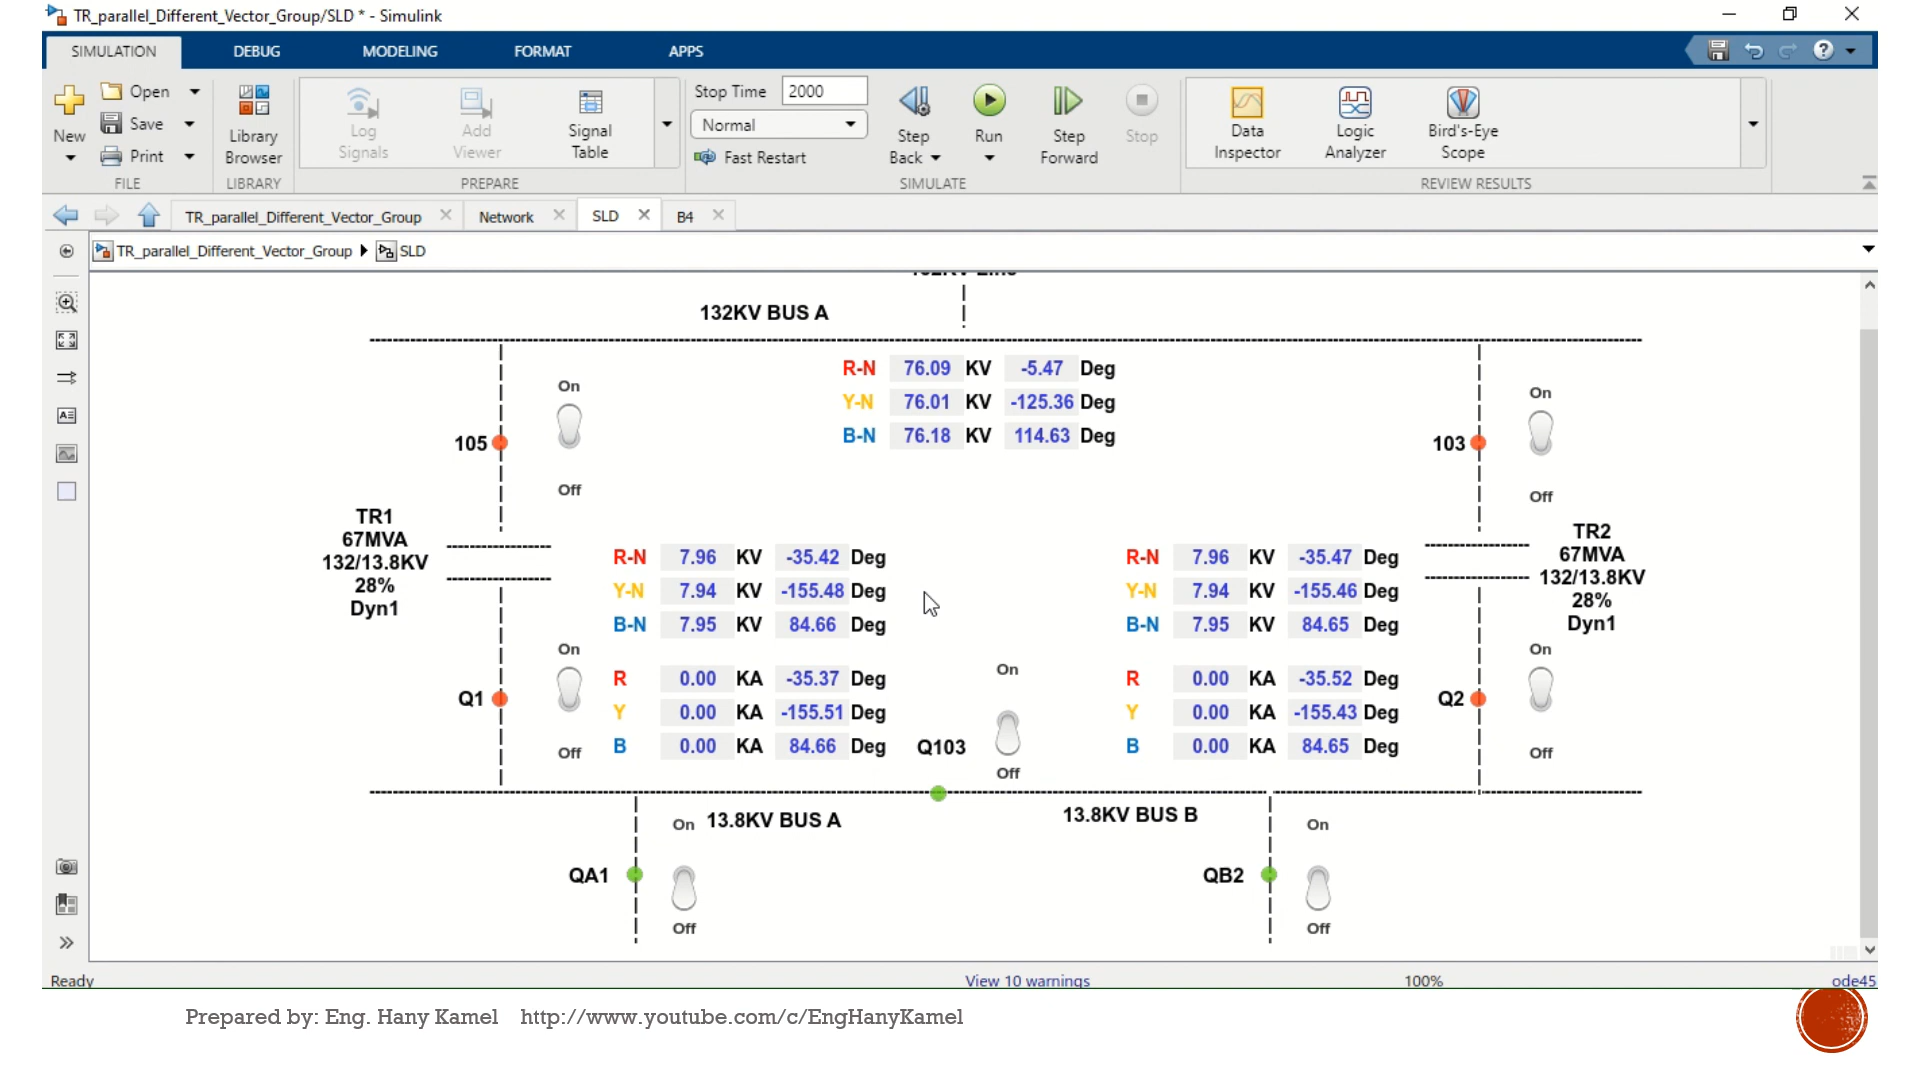 TR_parallel_Different_Vector_Group/SLD * - Simulink
SIMULATION DEBUG MODELING FORMAT APPS
New
Open
Save
Print
FILE
Library Browser
LIBRARY
Log Signals
Add Viewer
Signal Table
PREPARE
Stop Time 2000
Normal
Fast Restart
Step Back
Run
Step Forward
Stop
SIMULATE
Data Inspector
Logic Analyzer
Bird's-Eye Scope
REVIEW RESULTS
TR_parallel_Different_Vector_Group Network SLD B4
TR_parallel_Different_Vector_Group SLD
132KV BUS A
R-N 76.09 KV -5.47 Deg
Y-N 76.01 KV -125.36 Deg
B-N 76.18 KV 114.63 Deg
On
105
Off
On
103
Off
TR1
67MVA
132/13.8KV
28%
Dyn1
R-N 7.96 KV -35.42 Deg
Y-N 7.94 KV -155.48 Deg
B-N 7.95 KV 84.66 Deg
R-N 7.96 KV -35.47 Deg
Y-N 7.94 KV -155.46 Deg
B-N 7.95 KV 84.65 Deg
TR2
67MVA
132/13.8KV
28%
Dyn1
On
Q1
Off
R 0.00 KA -35.37 Deg
Y 0.00 KA -155.51 Deg
B 0.00 KA 84.66 Deg
On
Q103
Off
R 0.00 KA -35.52 Deg
Y 0.00 KA -155.43 Deg
B 0.00 KA 84.65 Deg
On
Q2
Off
13.8KV BUS A
13.8KV BUS B
On
QA1
Off
On
QB2
Off
Ready View 10 warnings 100% ode45
Prepared by: Eng. Hany Kamel http://www.youtube.com/c/EngHanyKamel